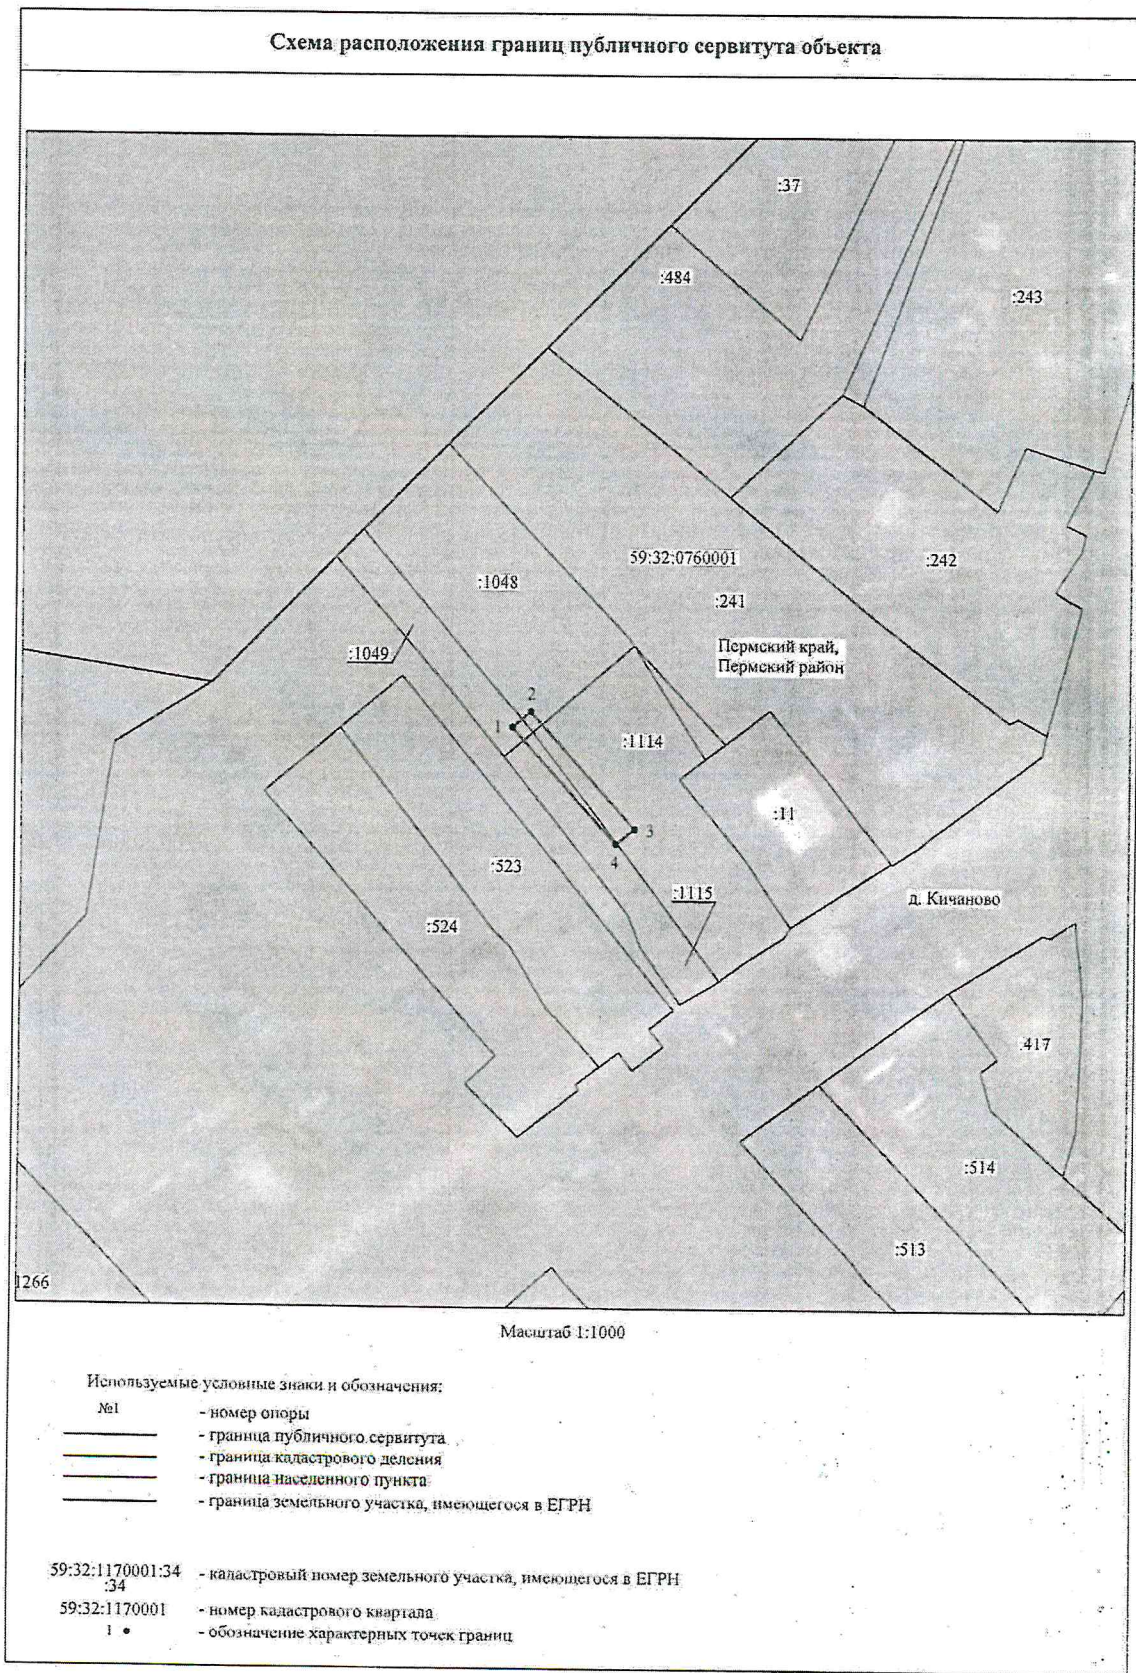 Схема расположения границ публичного сервитута объекта
:37
:484
:243
59:32:0760001
:242
:1048
:241
:1049
Пермский край,
Пермский район
2
1
:1114
:11
3
4
:523
:1115
д. Кичаново
:524
:417
:514
:513
1266
Масштаб 1:1000
Используемые условные знаки и обозначения:
№1 - номер опоры
- граница публичного сервитута
- граница кадастрового деления
- граница населенного пункта
- граница земельного участка, имеющегося в ЕГРН
59:32:1170001:34 - кадастровый номер земельного участка, имеющегося в ЕГРН
:34
59:32:1170001 - номер кадастрового квартала
1 • - обозначение характерных точек границ